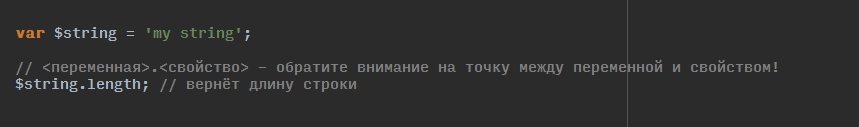 var $string = 'my string';
// <переменная>.<свойство> – обратите внимание на точку между переменной и свойством!
$string.length; // вернёт длину строки